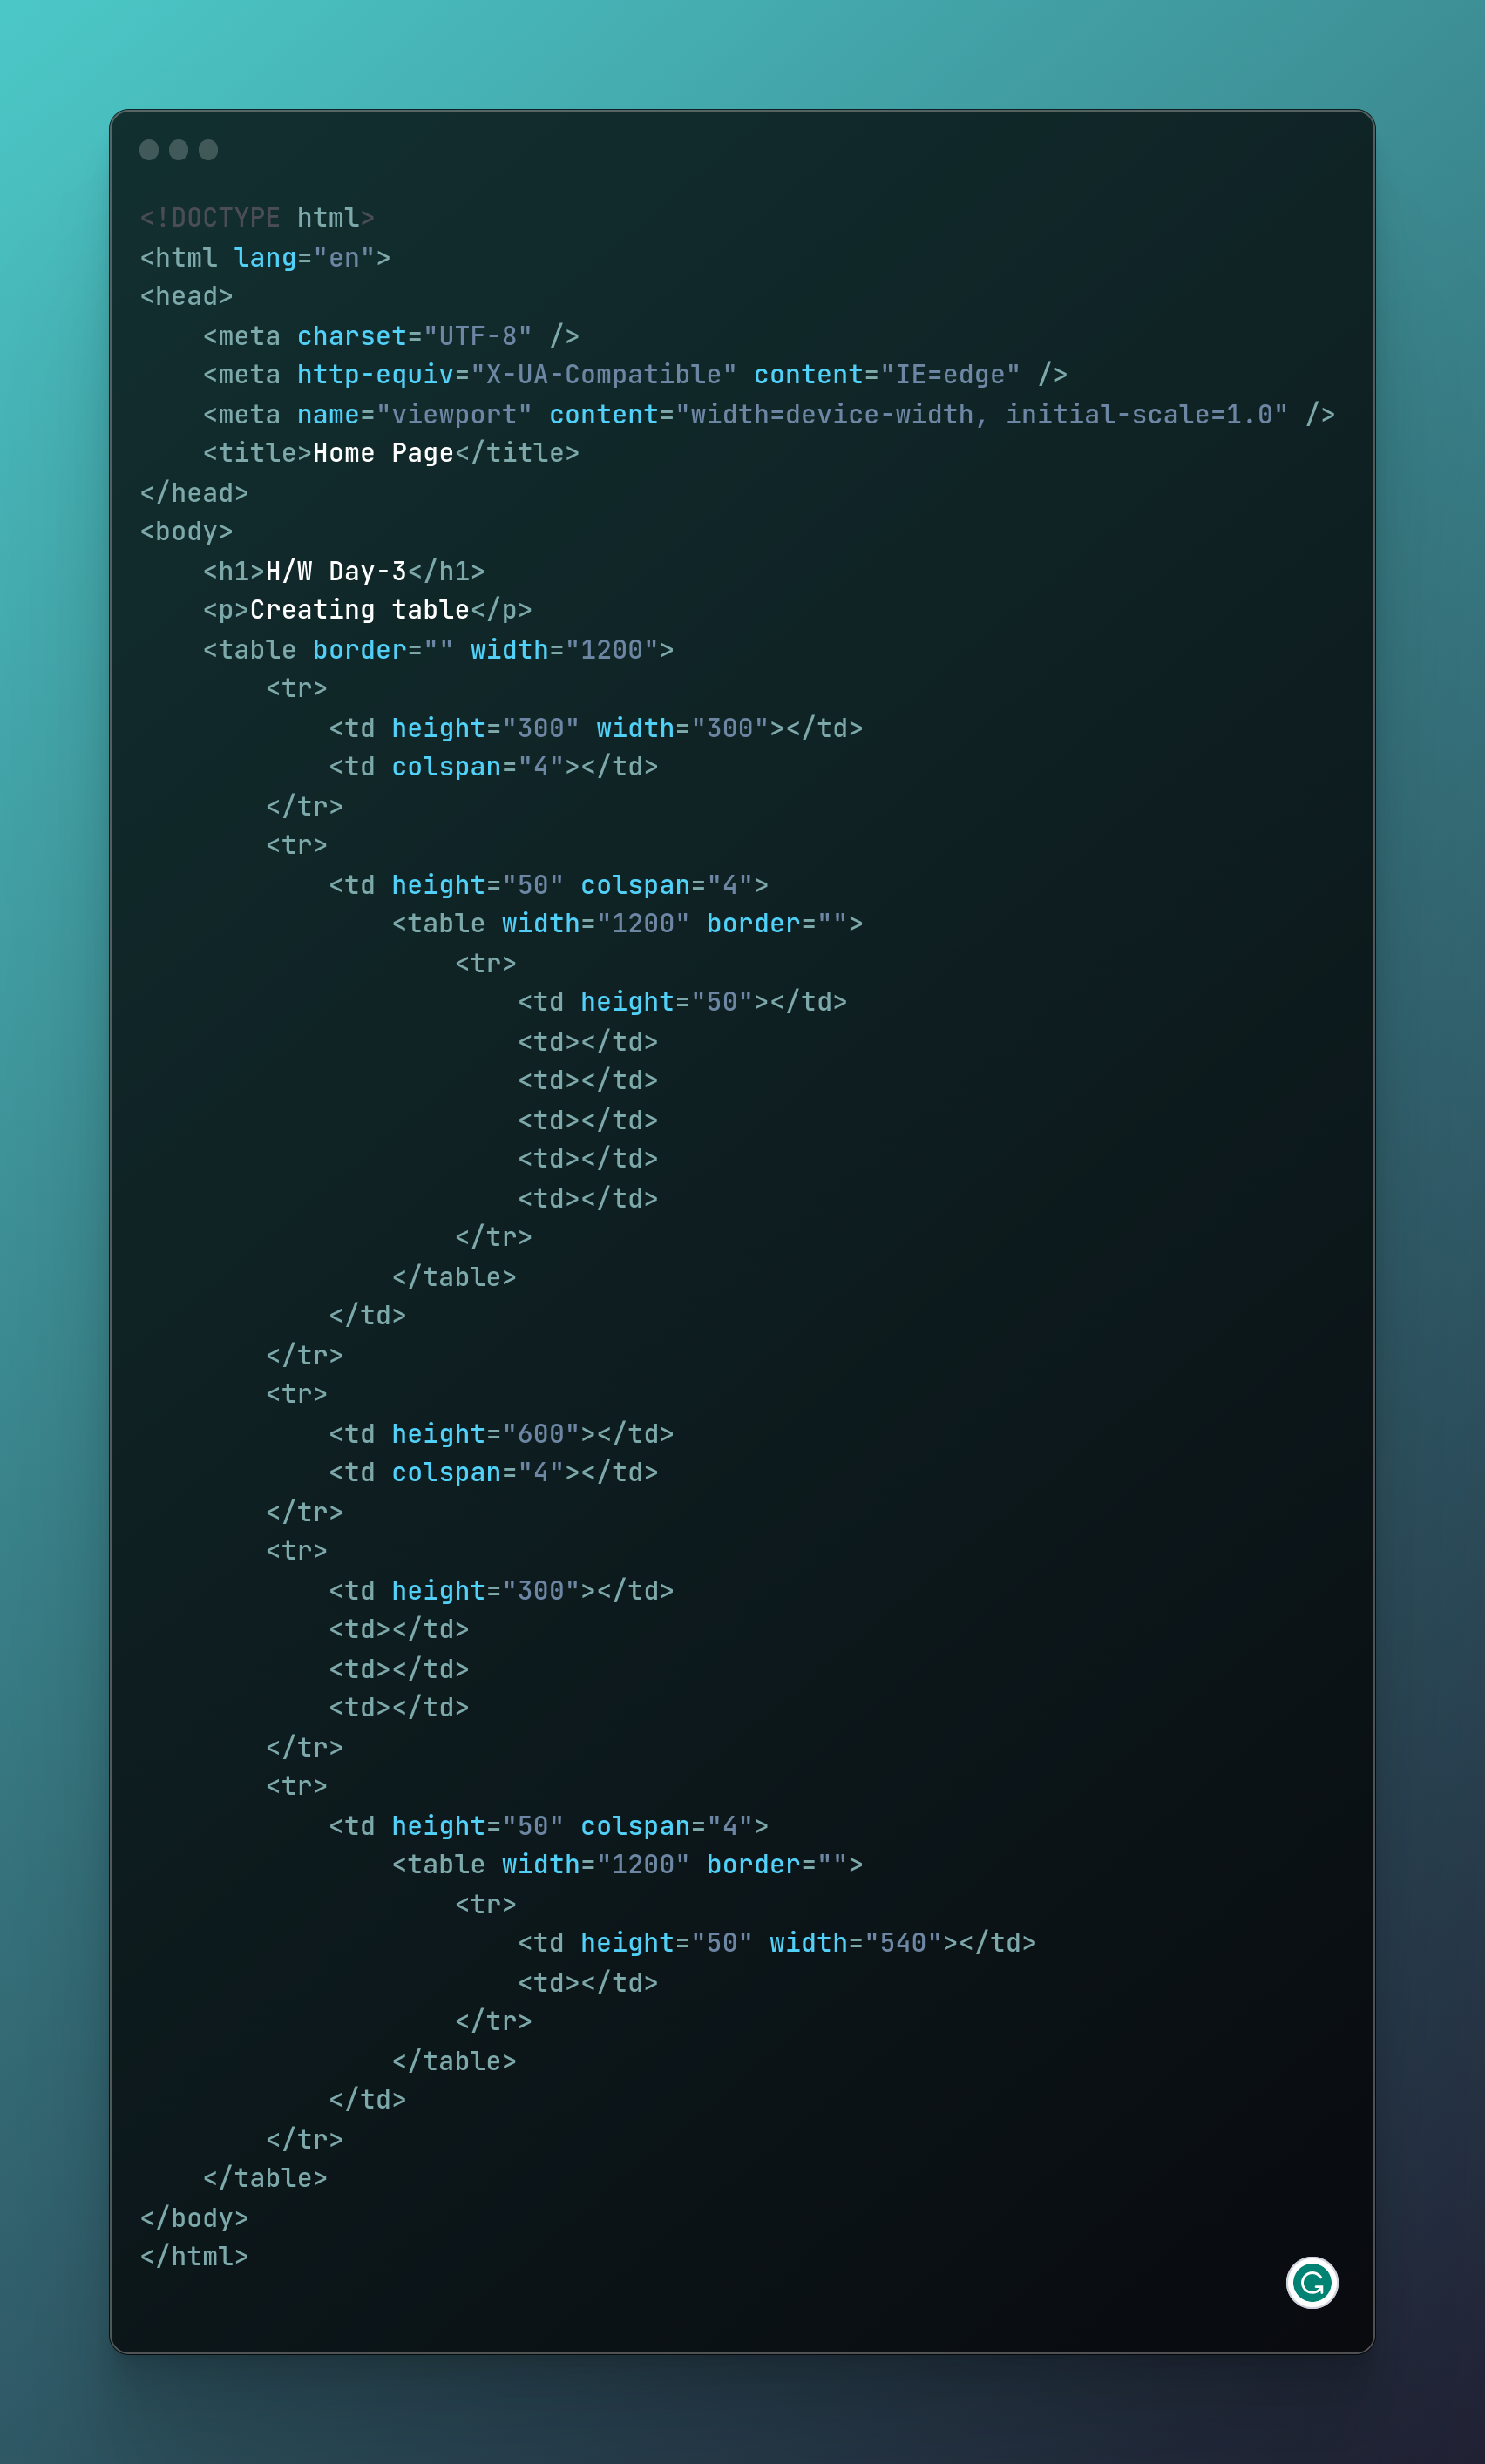 <!DOCTYPE html>
<html lang="en">
<head>
    <meta charset="UTF-8" />
    <meta http-equiv="X-UA-Compatible" content="IE=edge" />
    <meta name="viewport" content="width=device-width, initial-scale=1.0" />
    <title>Home Page</title>
</head>
<body>
    <h1>H/W Day-3</h1>
    <p>Creating table</p>
    <table border="" width="1200">
        <tr>
            <td height="300" width="300"></td>
            <td colspan="4"></td>
        </tr>
        <tr>
            <td height="50" colspan="4">
                <table width="1200" border="">
                    <tr>
                        <td height="50"></td>
                        <td></td>
                        <td></td>
                        <td></td>
                        <td></td>
                        <td></td>
                    </tr>
                </table>
            </td>
        </tr>
        <tr>
            <td height="600"></td>
            <td colspan="4"></td>
        </tr>
        <tr>
            <td height="300"></td>
            <td></td>
            <td></td>
            <td></td>
        </tr>
        <tr>
            <td height="50" colspan="4">
                <table width="1200" border="">
                    <tr>
                        <td height="50" width="540"></td>
                        <td></td>
                    </tr>
                </table>
            </td>
        </tr>
    </table>
</body>
</html>